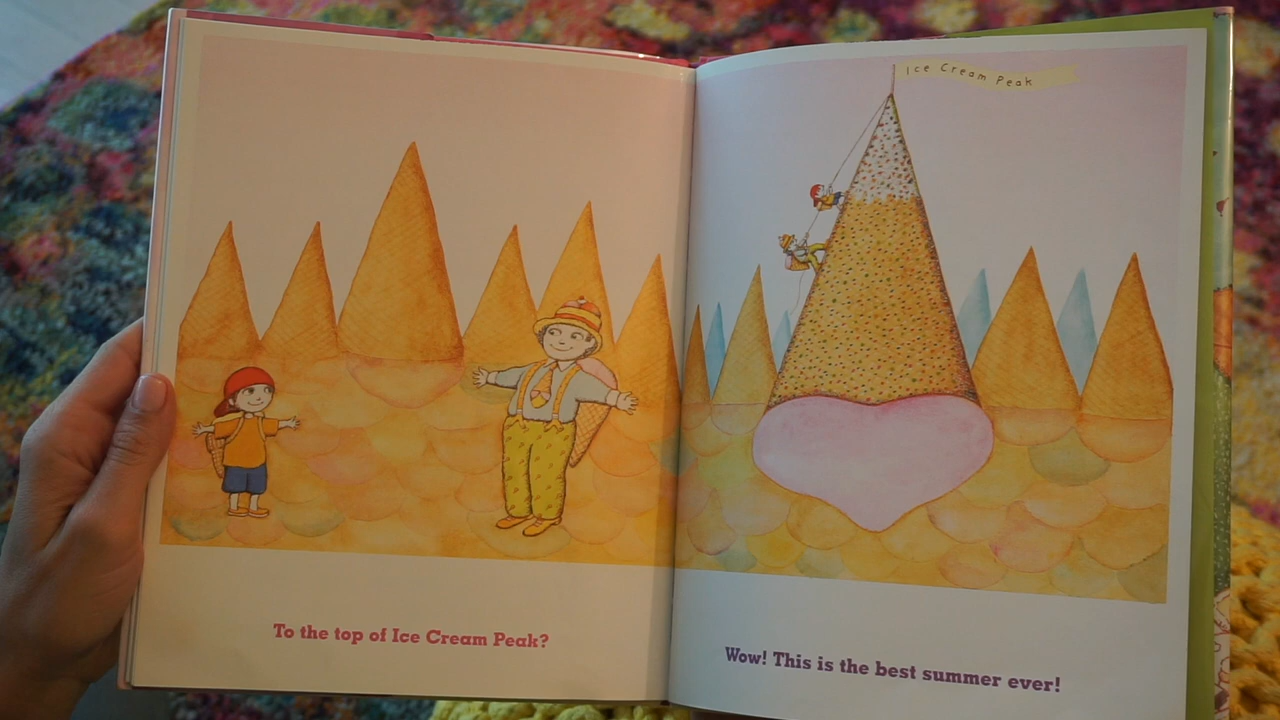 To the top of Ice Cream Peak?
Ice Cream Peak
Wow! This is the best summer ever!